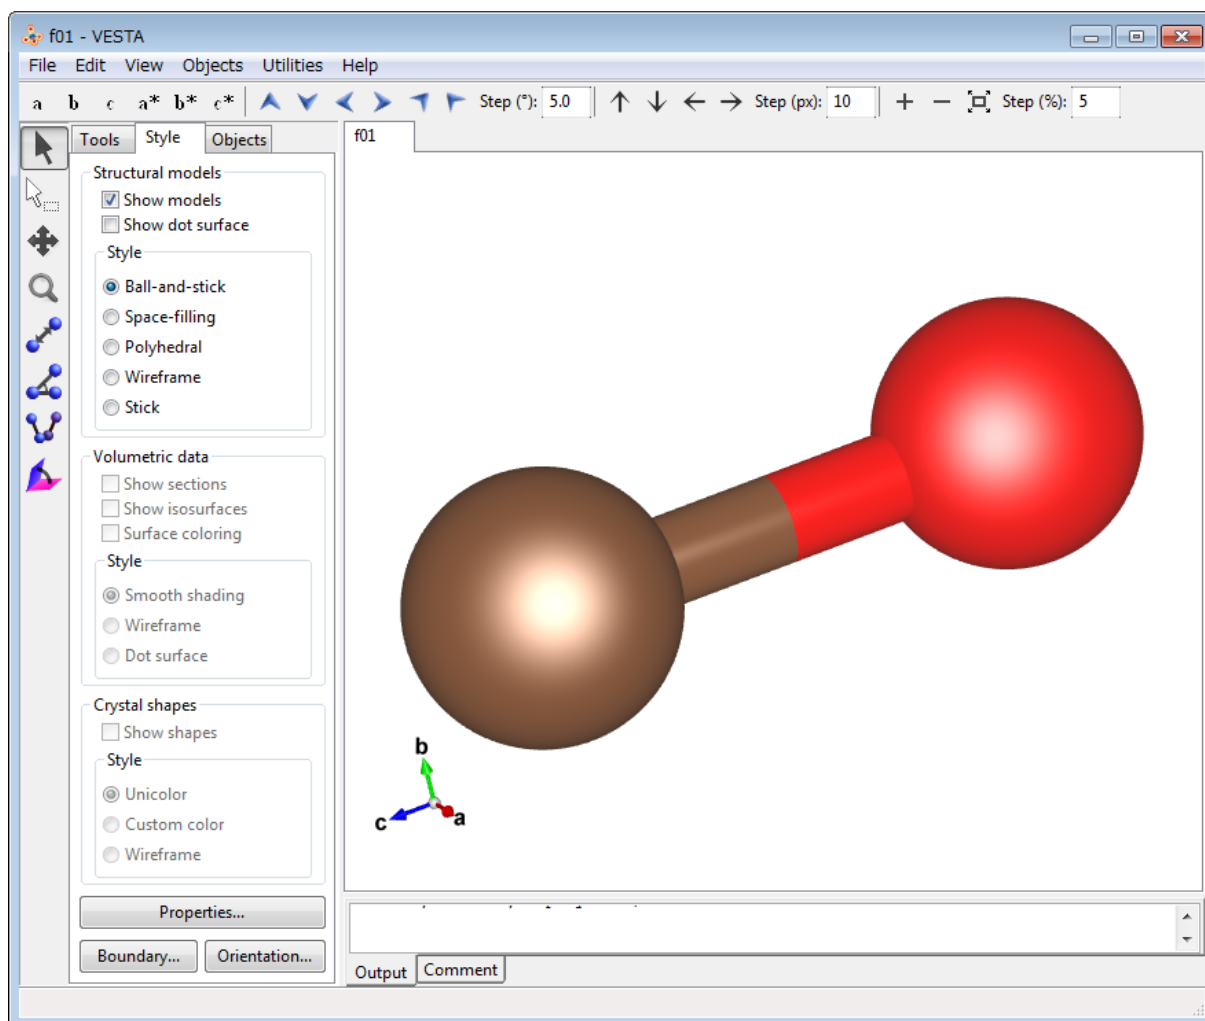 f01 - VESTA
File Edit View Objects Utilities Help
a b c a* b* c* Step (°): 5.0 Step (px): 10 Step (%): 5
Tools Style Objects
f01
Structural models
Show models
Show dot surface
Style
Ball-and-stick
Space-filling
Polyhedral
Wireframe
Stick
Volumetric data
Show sections
Show isosurfaces
Surface coloring
Style
Smooth shading
Wireframe
Dot surface
Crystal shapes
Show shapes
Style
Unicolor
Custom color
Wireframe
Properties...
Boundary... Orientation...
b
c a
Output Comment